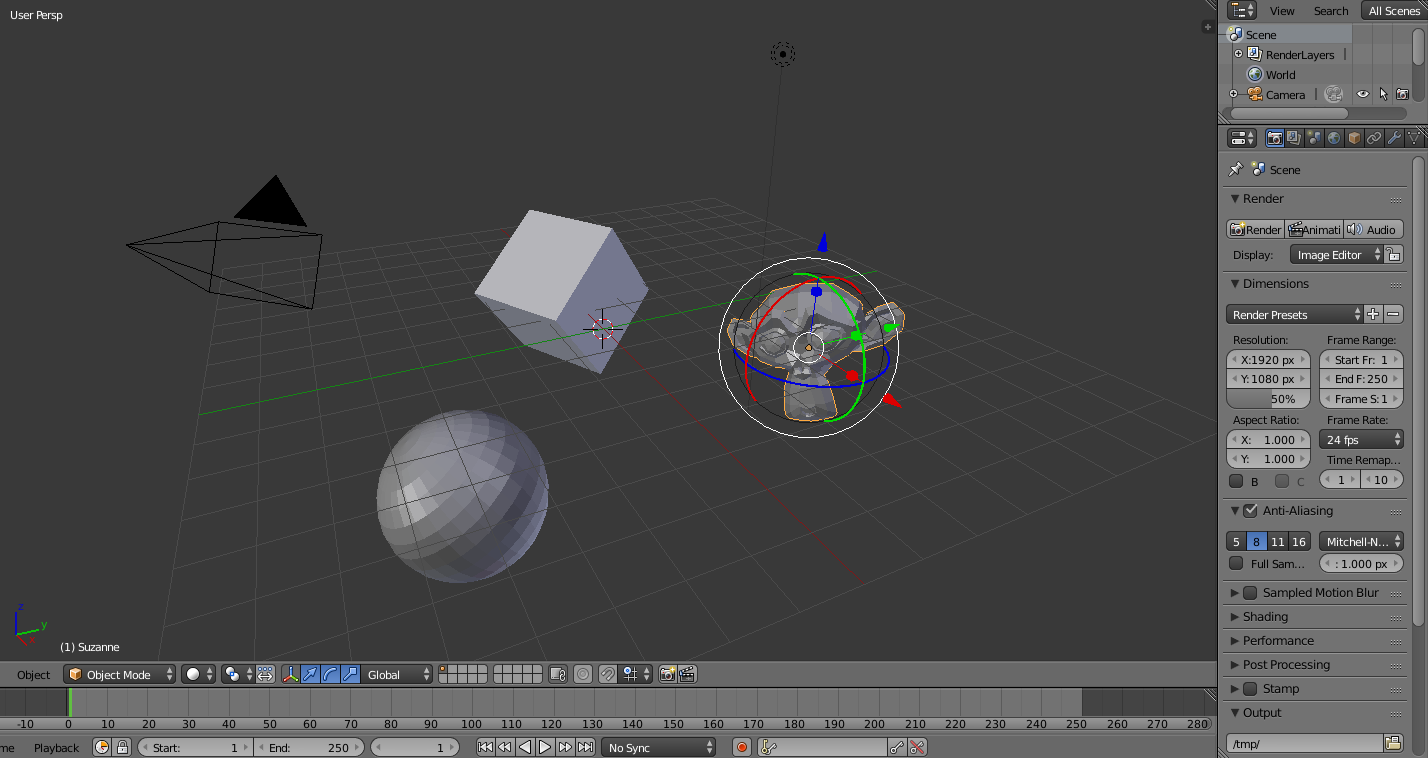 User Persp
(1) Suzanne
z
y
x
Object Object Mode Global
-10 0 10 20 30 40 50 60 70 80 90 100 110 120 130 140 150 160 170 180 190 200 210 220 230 240 250 260 270 280
me Playback Start: 1 End: 250 1 No Sync
View Search All Scenes
Scene
RenderLayers
World
Camera
Scene
Render
Render Animati Audio
Display: Image Editor
Dimensions
Render Presets
Resolution: Frame Range:
X:1920 px Start Fr: 1
Y:1080 px End F:250
50% Frame S:1
Aspect Ratio: Frame Rate:
X: 1.000 24 fps
Y: 1.000 Time Remap...
B C 1 10
Anti-Aliasing
5 8 11 16 Mitchell-N...
Full Sam... : 1.000 px
Sampled Motion Blur
Shading
Performance
Post Processing
Stamp
Output
/tmp/